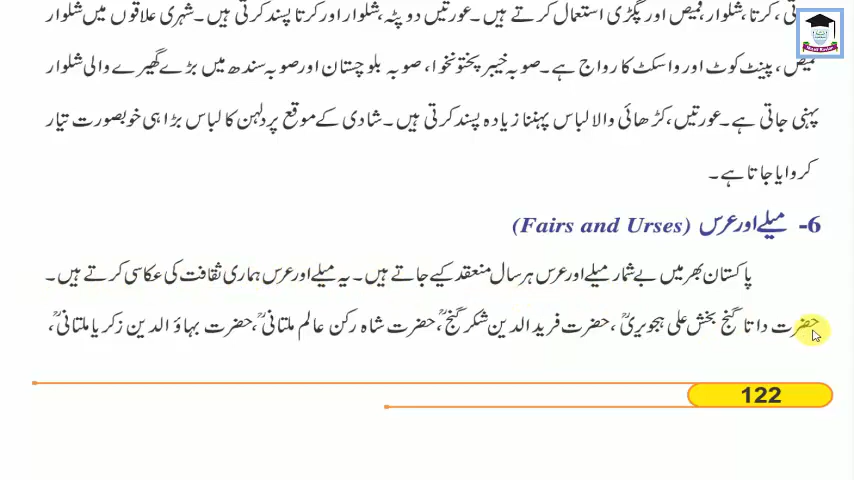 کرتا، شلوار، قمیص اور پگڑی استعمال کرتے ہیں۔ عورتیں دوپٹہ، شلوار اور کرتا پسند کرتی ہیں۔ شہری علاقوں میں شلوار
قمیص، پینٹ کوٹ اور واسکٹ کا رواج ہے۔ صوبہ خیبر پختونخوا، صوبہ بلوچستان اور صوبہ سندھ میں بڑے گھیرے والی شلوار
پہنی جاتی ہے۔ عورتیں، کڑھائی والا لباس پہننا زیادہ پسند کرتی ہیں۔ شادی کے موقع پر دلہن کا لباس بڑا ہی خوبصورت تیار
کروایا جاتا ہے۔
6- میلے اور عرس (Fairs and Urses)
پاکستان بھر میں بے شمار میلے اور عرس ہر سال منعقد کیے جاتے ہیں۔ یہ میلے اور عرس ہماری ثقافت کی عکاسی کرتے ہیں۔
حضرت داتا گنج بخش علی ہجویریؒ، حضرت فرید الدین شکر گنجؒ، حضرت شاہ رکن عالم ملتانیؒ، حضرت بہاؤ الدین زکریا ملتانیؒ،
122